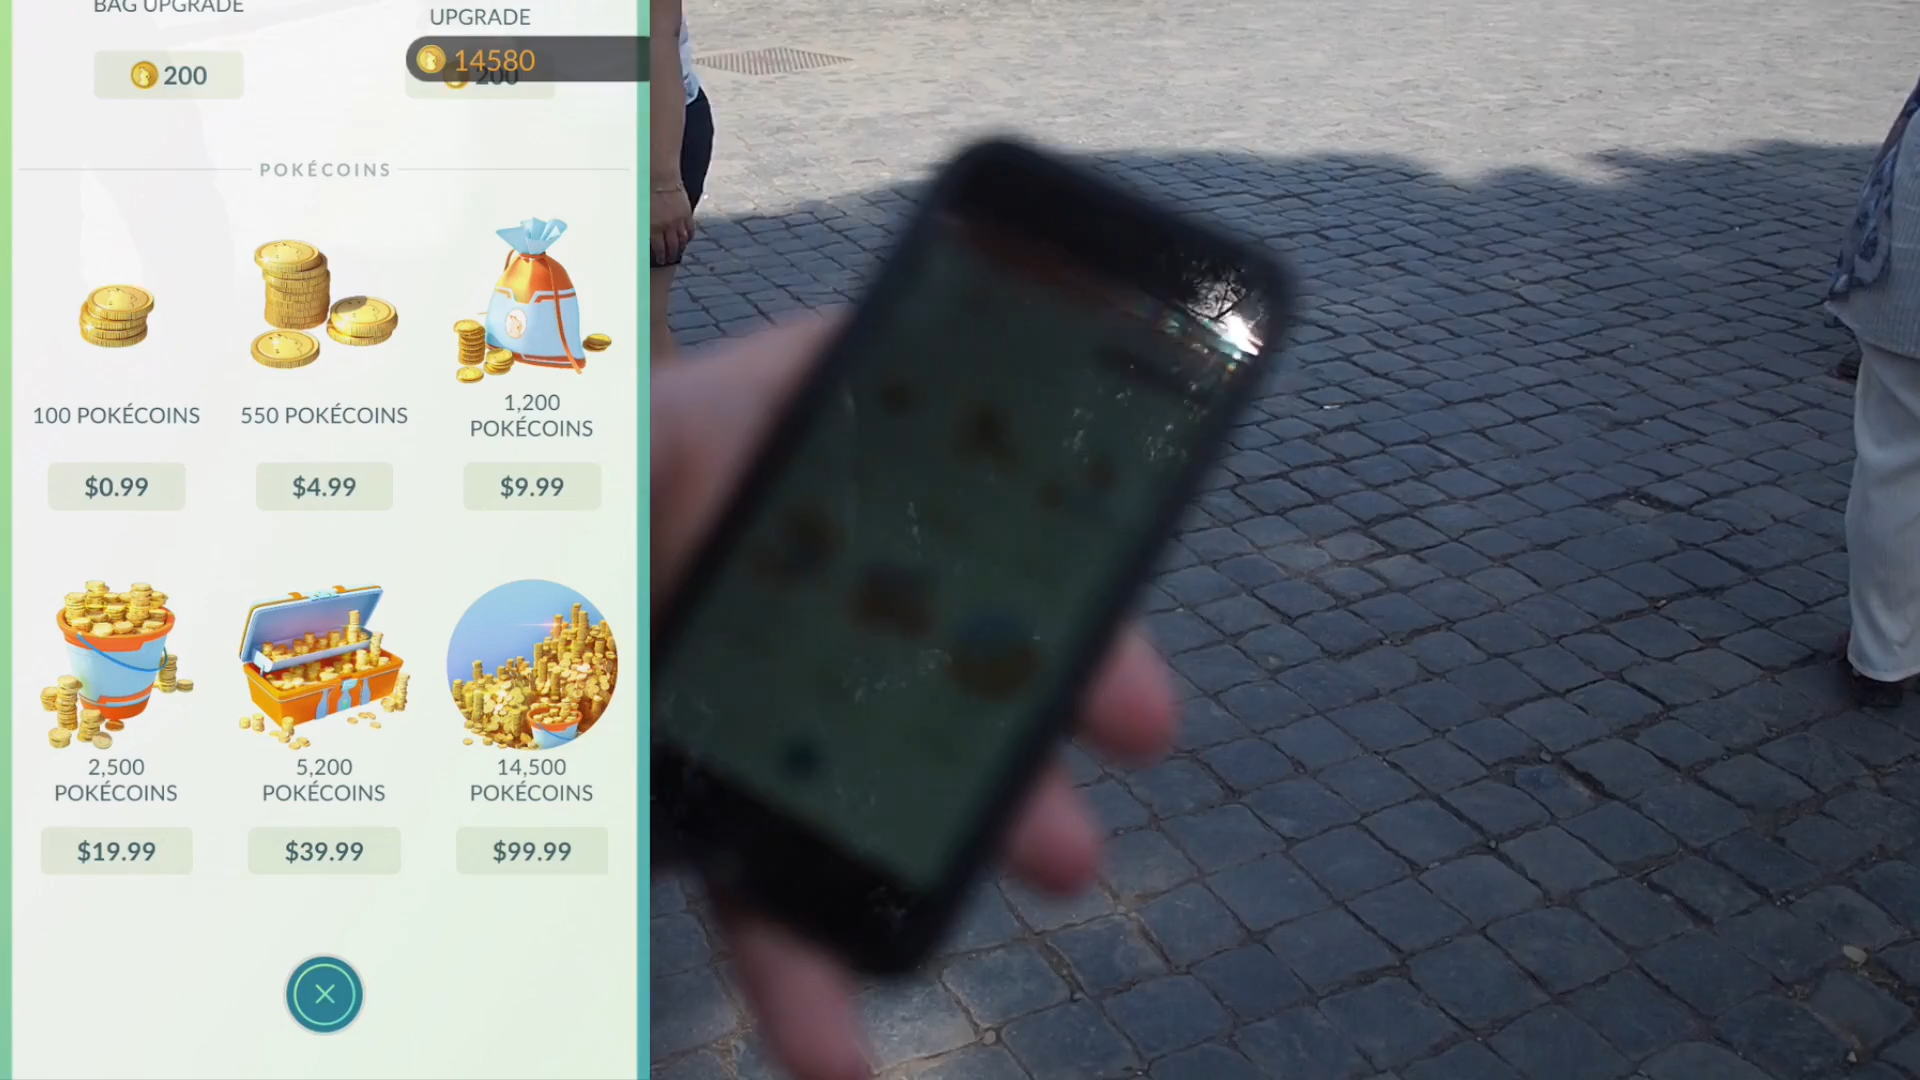 BAG UPGRADE
UPGRADE
14580
200
200
POKÉCOINS
100 POKÉCOINS
550 POKÉCOINS
1,200
POKÉCOINS
$0.99
$4.99
$9.99
2,500
POKÉCOINS
5,200
POKÉCOINS
14,500
POKÉCOINS
$19.99
$39.99
$99.99